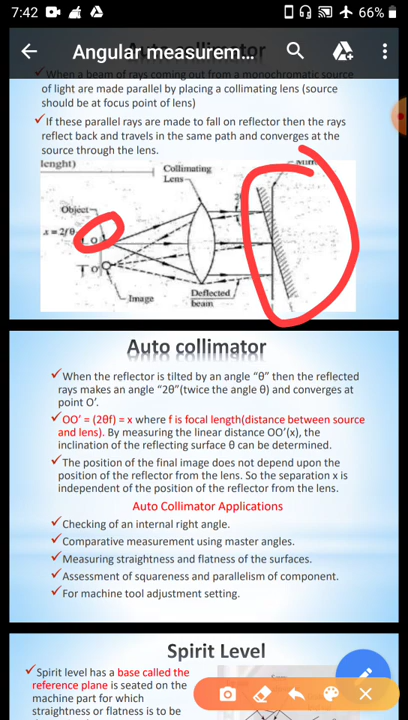 7:42
66%
Auto collimator
Angular measurem...
When a beam of rays coming out from a monochromatic source
of light are made parallel by placing a collimating lens (source
should be at focus point of lens)
If these parallel rays are made to fall on reflector then the rays
reflect back and travels in the same path and converges at the
source through the lens.
lenght)
Collimating
Lens
Object
x = 2fθ
O
O'
Image
Deflected
beam
Auto collimator
When the reflector is tilted by an angle “θ” then the reflected
rays makes an angle “2θ”(twice the angle θ) and converges at
point O’.
OO’ = (2θf) = x where f is focal length(distance between source
and lens). By measuring the linear distance OO’(x), the
inclination of the reflecting surface θ can be determined.
The position of the final image does not depend upon the
position of the reflector from the lens. So the separation x is
independent of the position of the reflector from the lens.
Auto Collimator Applications
Checking of an internal right angle.
Comparative measurement using master angles.
Measuring straightness and flatness of the surfaces.
Assessment of squareness and parallelism of component.
For machine tool adjustment setting.
Spirit Level
Spirit level has a base called the
reference plane is seated on the
machine part for which
straightness or flatness is to be